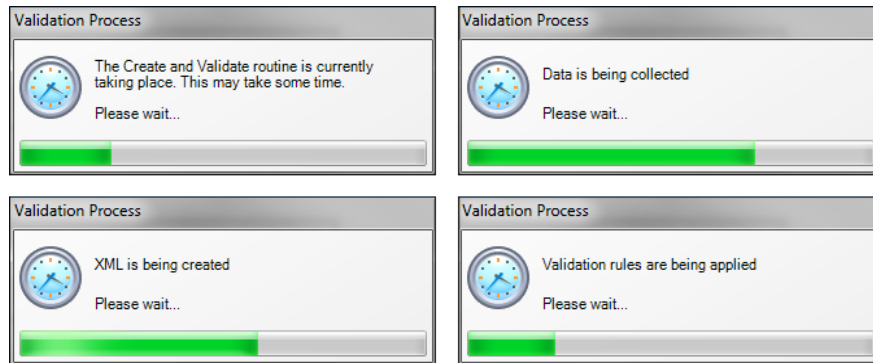 Validation Process
The Create and Validate routine is currently
taking place. This may take some time.
Please wait...
Validation Process
Data is being collected
Please wait...
Validation Process
XML is being created
Please wait...
Validation Process
Validation rules are being applied
Please wait...